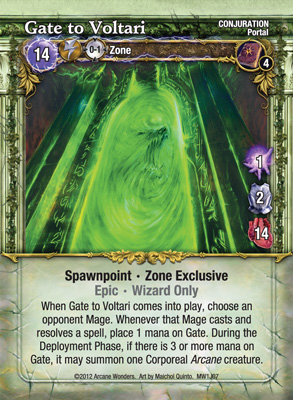 Gate to Voltari
CONJURATION
Portal
14
0-1
Zone
4
1
2
14
Spawnpoint • Zone Exclusive
Epic • Wizard Only
When Gate to Voltari comes into play, choose an
opponent Mage. Whenever that Mage casts and
resolves a spell, place 1 mana on Gate. During the
Deployment Phase, if there is 3 or more mana on
Gate, it may summon one Corporeal Arcane creature.
©2012 Arcane Wonders. Art by Maichol Quinto. MW1J07